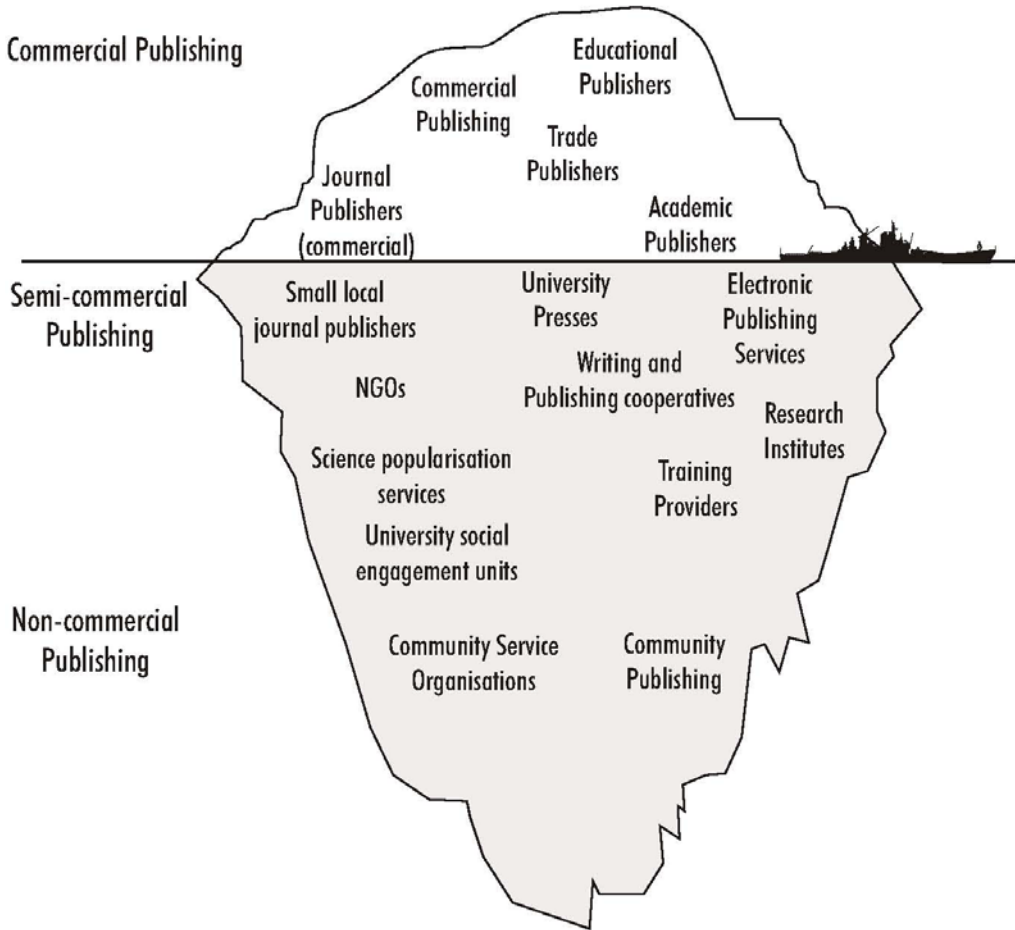 Commercial Publishing
Educational
Publishers
Commercial
Publishing
Trade
Publishers
Journal
Publishers
(commercial)
Academic
Publishers
Semi-commercial
Publishing
Small local
journal publishers
University
Presses
Electronic
Publishing
Services
Writing and
Publishing cooperatives
NGOs
Research
Institutes
Science popularisation
services
Training
Providers
University social
engagement units
Non-commercial
Publishing
Community Service
Organisations
Community
Publishing